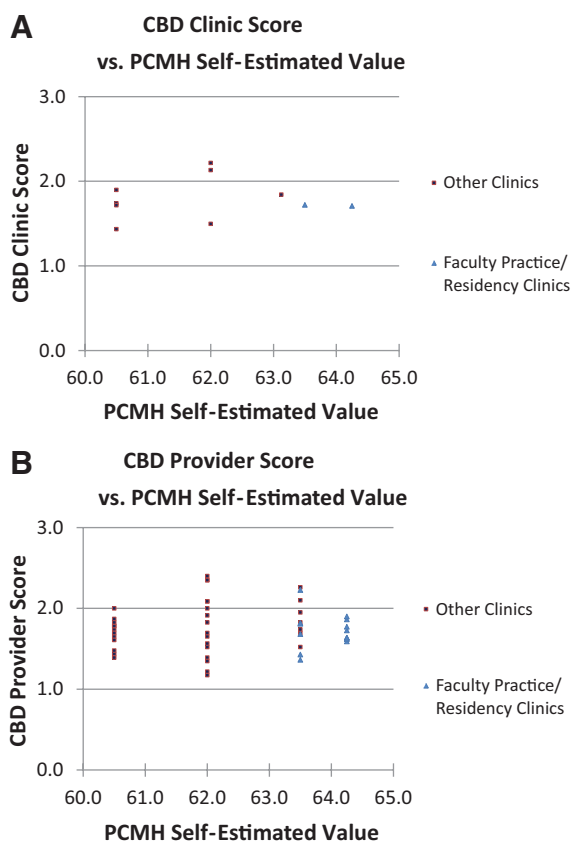 A
CBD Clinic Score
vs. PCMH Self-Estimated Value
CBD Clinic Score
3.0
2.0
1.0
0.0
60.0 61.0 62.0 63.0 64.0 65.0
PCMH Self-Estimated Value
Other Clinics
Faculty Practice/
Residency Clinics
B
CBD Provider Score
vs. PCMH Self-Estimated Value
CBD Provider Score
3.0
2.0
1.0
0.0
60.0 61.0 62.0 63.0 64.0 65.0
PCMH Self-Estimated Value
Other Clinics
Faculty Practice/
Residency Clinics